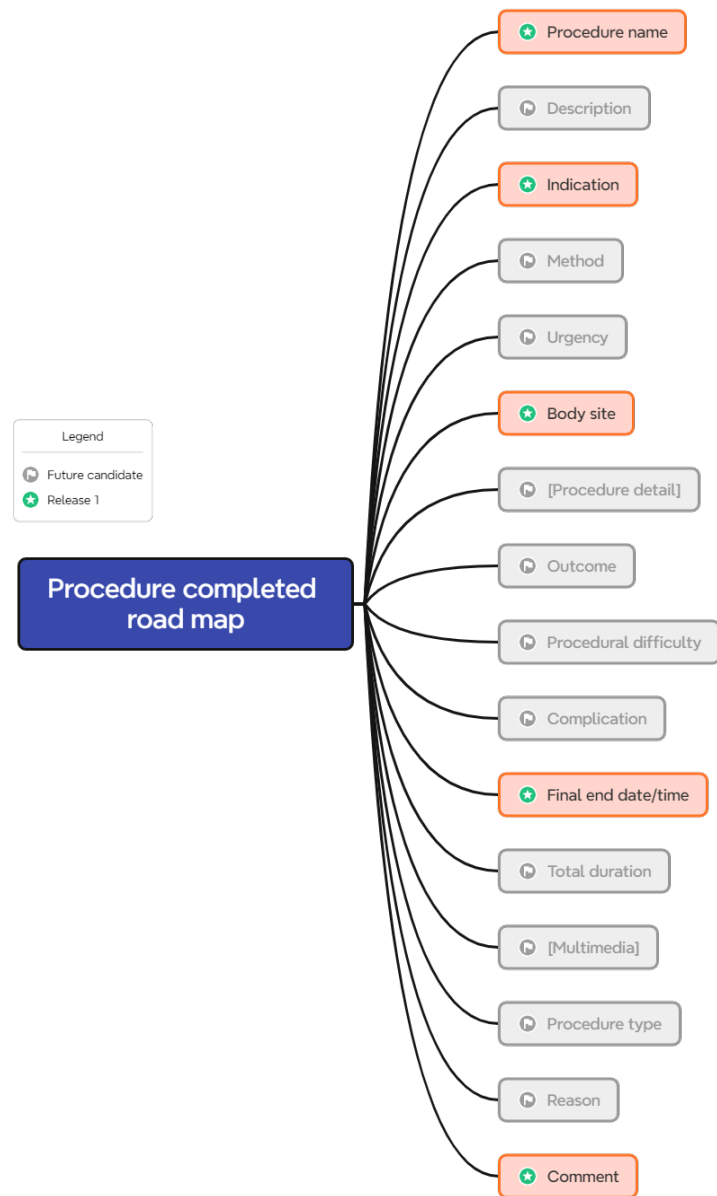 Procedure name
Description
Indication
Method
Urgency
Body site
Legend
Future candidate
Release 1
[Procedure detail]
Procedure completed
road map
Outcome
Procedural difficulty
Complication
Final end date/time
Total duration
[Multimedia]
Procedure type
Reason
Comment